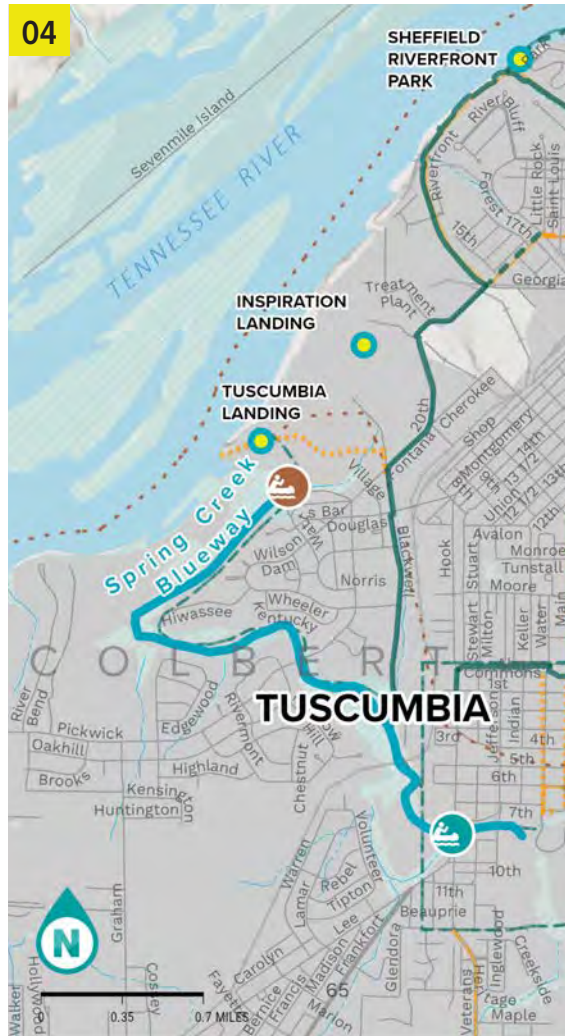 04
SHEFFIELD
RIVERFRONT
PARK
Park
River
Bluff
Sevenmile Island
Riverfront
Little Rock
Saint Louis
Forest
17th
TENNESSEE RIVER
15th
Georgia
Treatment
Plant
INSPIRATION
LANDING
TUSCUMBIA
LANDING
20th
Cherokee
Shop
Montgomery
8th
9th
14th
13 1/2
13th
Union
12 1/2
12th
Village
Spring Creek
Blueway
Bar
Douglas
Blackwell
Hook
Avalon
Monroe
Stuart
Tunstall
Moore
Wilson
Dam
Norris
Wheeler
Hiwassee
Kentucky
Stewart
Milton
Keller
Water
Main
COLBERT
Commons
1st
River
Bend
TUSCUMBIA
Jefferson
Indian
Pickwick
Edgewood
Rivermont
Hill
3rd
4th
Oakhill
5th
Highland
Chestnut
6th
Brooks
Kensington
Huntington
7th
Warren
Volunteer
10th
Rebel
Tipton
11th
Lamar
Lee
Beauprie
N
Graham
Carolyn
Madison
Frankfort
Glendora
Inglewood
Creekside
Cosby
Fayette
Bernice
Francis
65
Marion
Veterans
Walker
0
0.35
0.7 MILES
Maple